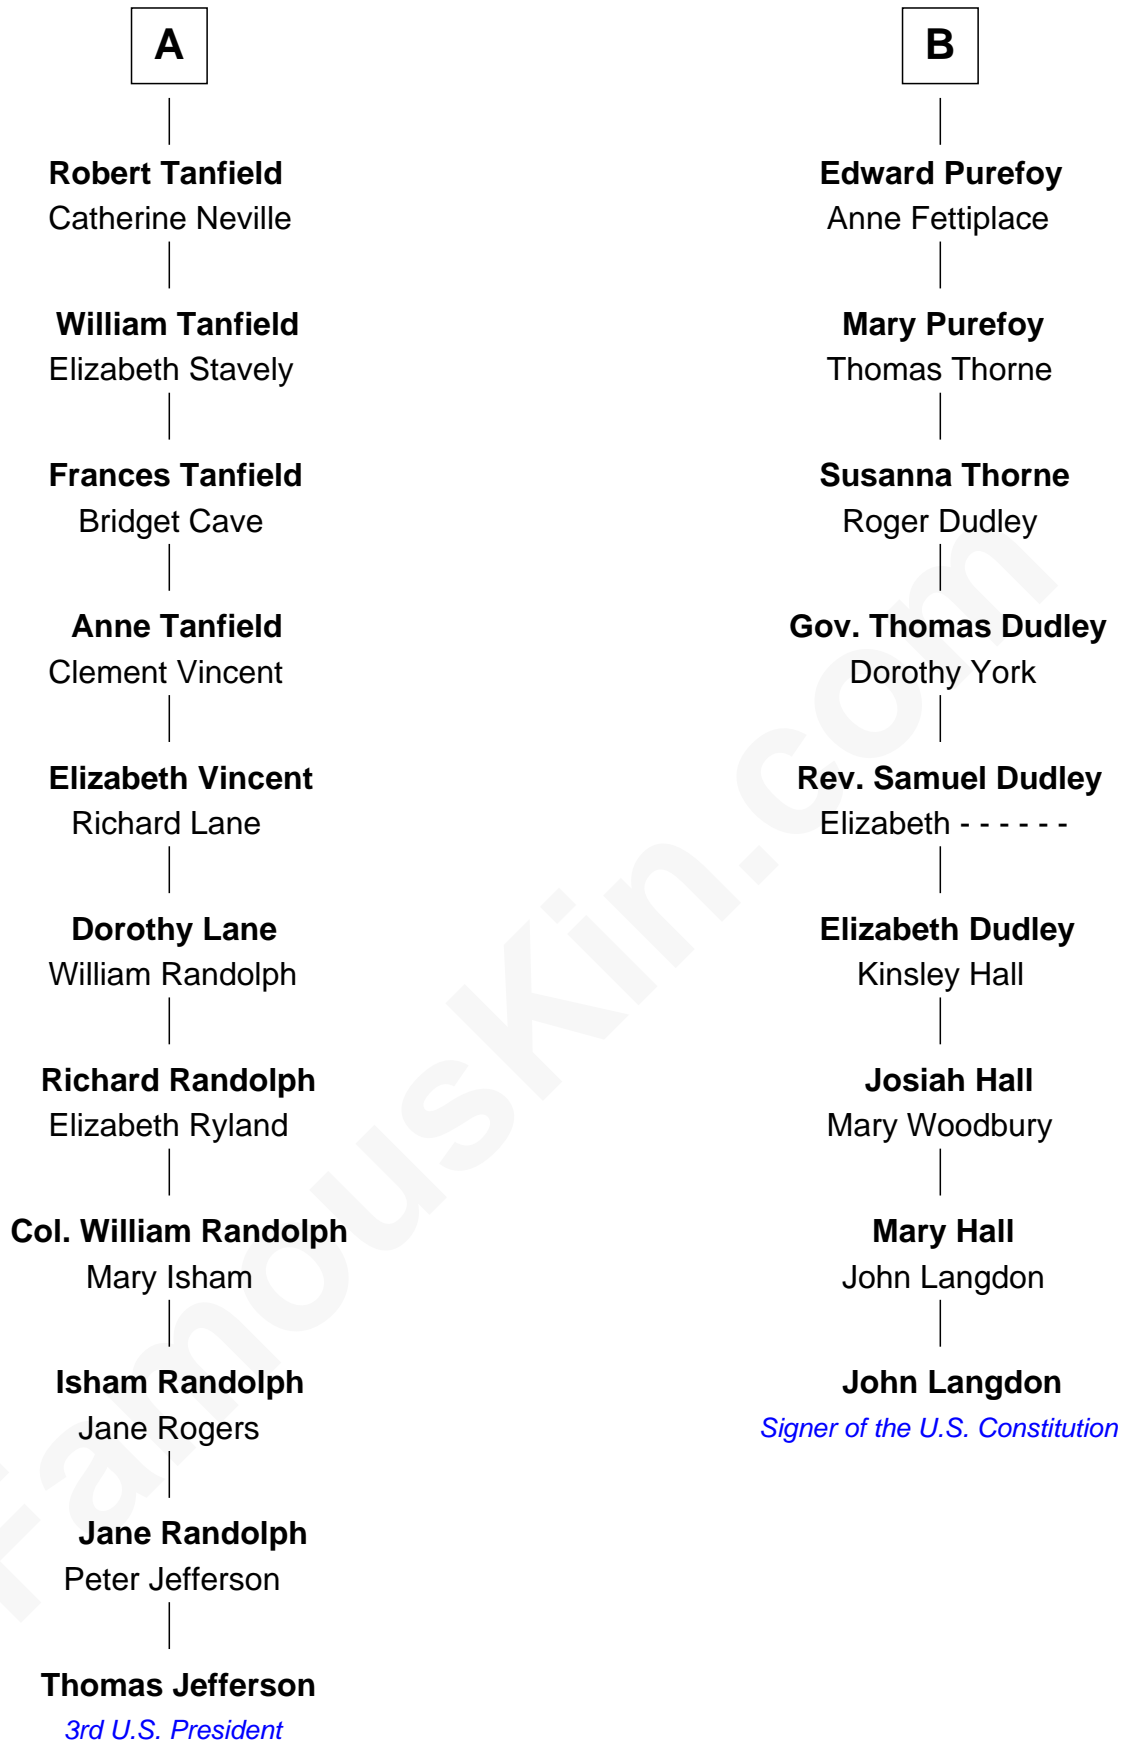 A
Robert Tanfield
Catherine Neville
William Tanfield
Elizabeth Stavely
Frances Tanfield
Bridget Cave
Anne Tanfield
Clement Vincent
Elizabeth Vincent
Richard Lane
Dorothy Lane
William Randolph
Richard Randolph
Elizabeth Ryland
Col. William Randolph
Mary Isham
Isham Randolph
Jane Rogers
Jane Randolph
Peter Jefferson
Thomas Jefferson
3rd U.S. President
B
Edward Purefoy
Anne Fettiplace
Mary Purefoy
Thomas Thorne
Susanna Thorne
Roger Dudley
Gov. Thomas Dudley
Dorothy York
Rev. Samuel Dudley
Elizabeth - - - - - -
Elizabeth Dudley
Kinsley Hall
Josiah Hall
Mary Woodbury
Mary Hall
John Langdon
John Langdon
Signer of the U.S. Constitution
FamousKin.com